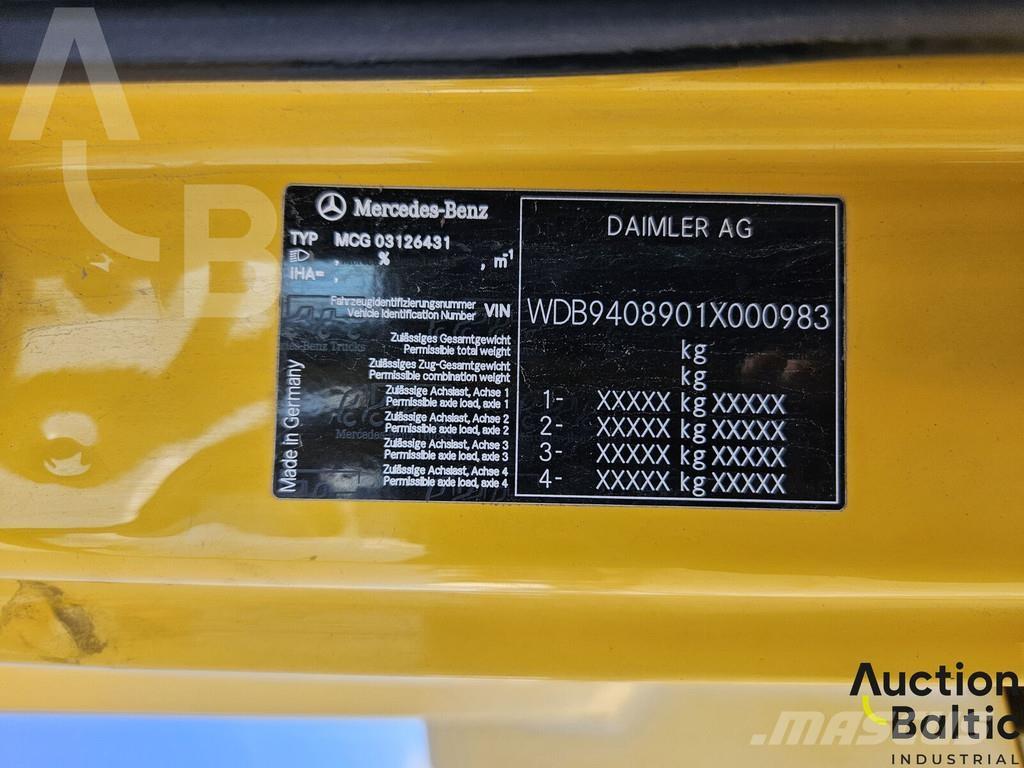 A
B
Mercedes-Benz
TYP MCG 03126431
, % , m-1
IHA= ,
Fahrzeugidentifizierungsnummer
Vehicle Identification Number VIN
Zulässiges Gesamtgewicht
Permissible total weight
Zulässiges Zug-Gesamtgewicht
Permissible combination weight
Zulässige Achslast, Achse 1
Permissible axle load, axle 1
Zulässige Achslast, Achse 2
Permissible axle load, axle 2
Zulässige Achslast, Achse 3
Permissible axle load, axle 3
Zulässige Achslast, Achse 4
Permissible axle load, axle 4
Made in Germany
DAIMLER AG
WDB9408901X000983
kg
kg
1- XXXXX kg XXXXX
2- XXXXX kg XXXXX
3- XXXXX kg XXXXX
4- XXXXX kg XXXXX
Auction
Baltic
INDUSTRIAL
MASCUS